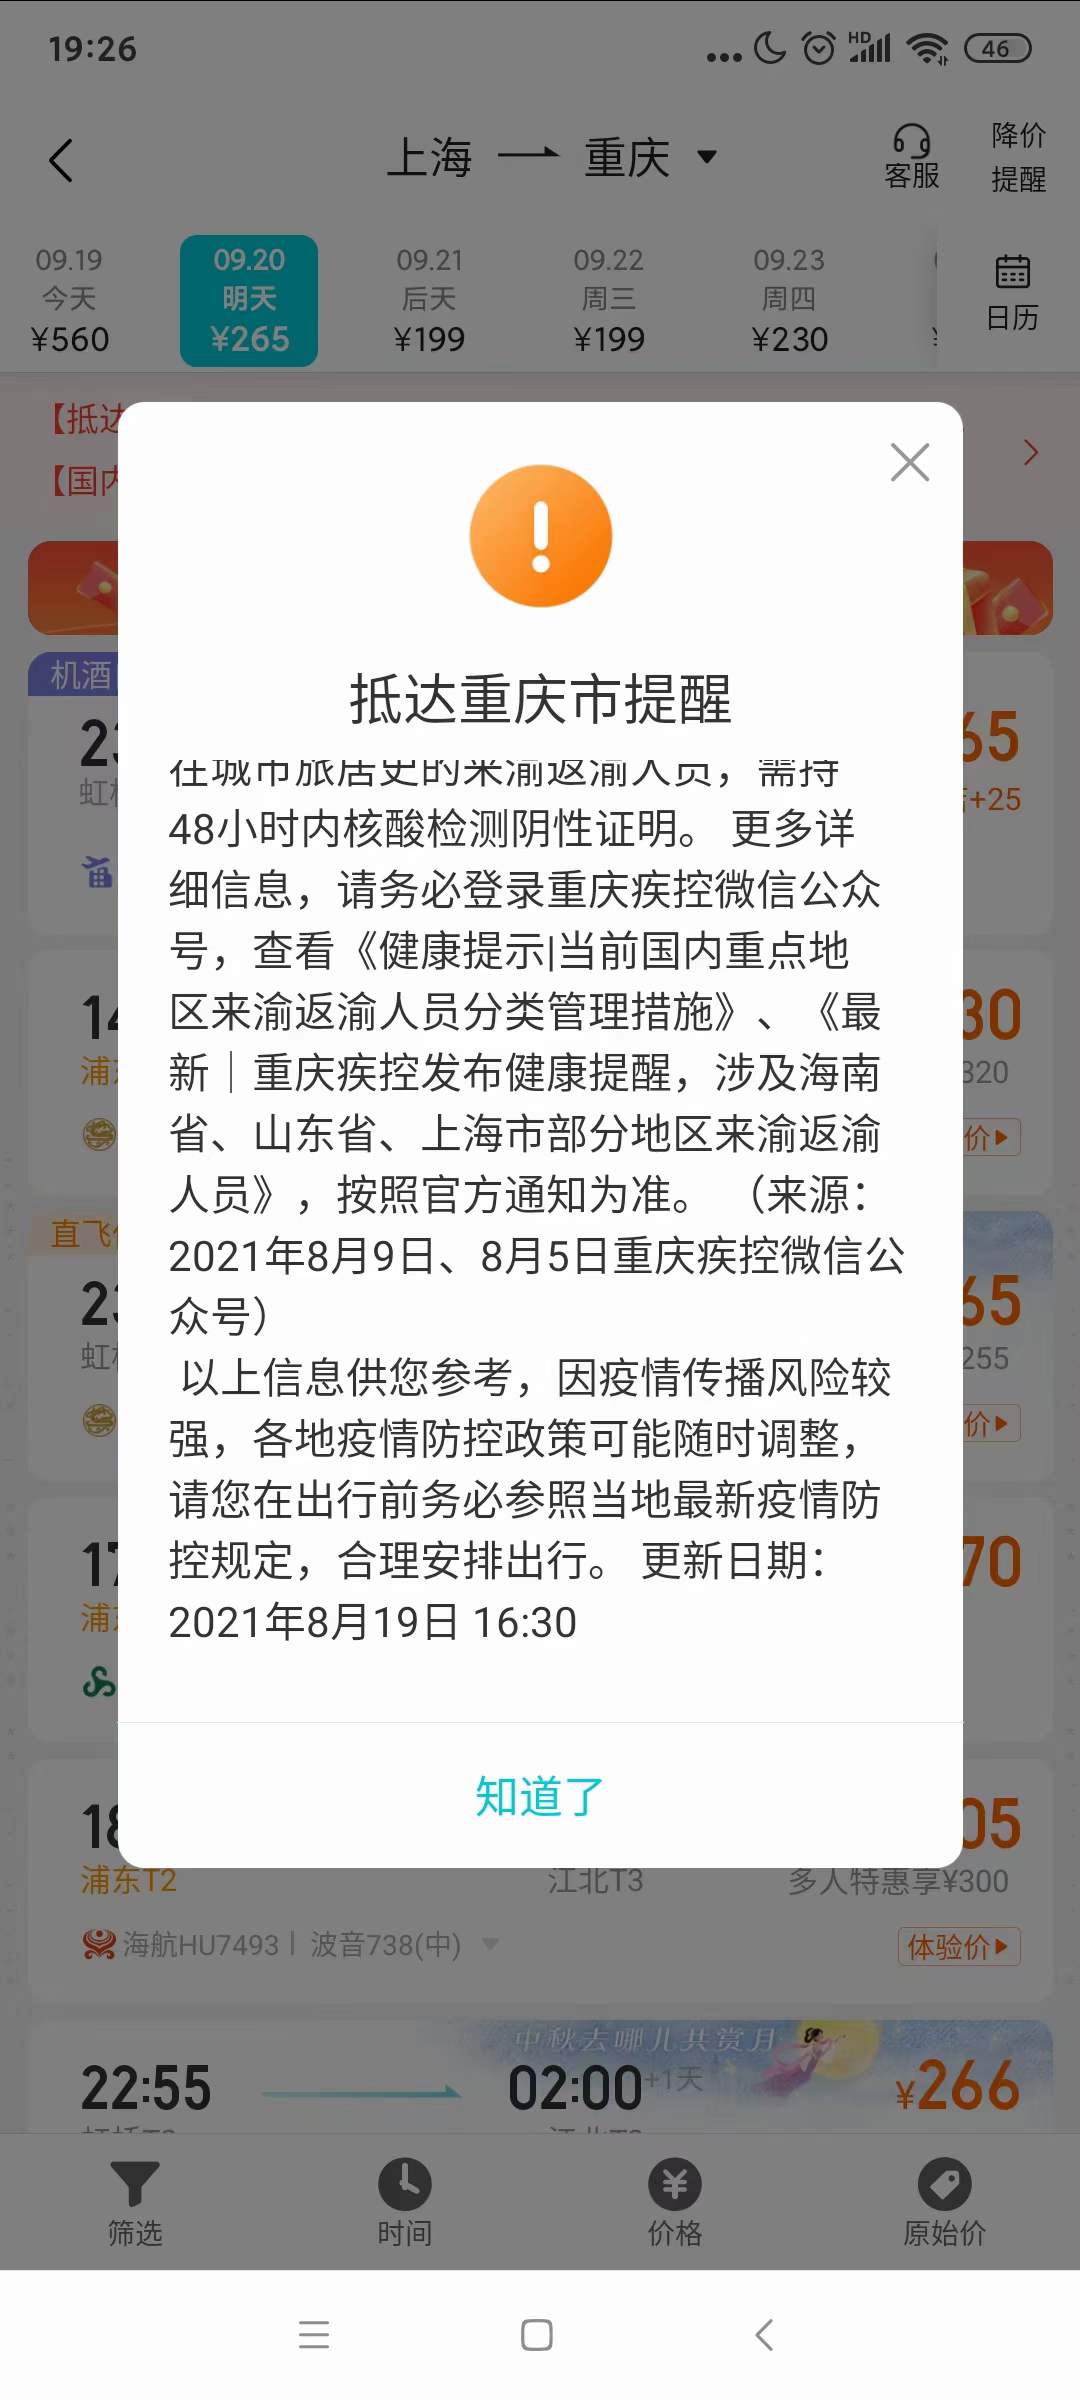 19:26
HD
46
上海
重庆
客服
降价
提醒
09.19
今天
¥560
09.20
明天
¥265
09.21
后天
¥199
09.22
周三
¥199
09.23
周四
¥230
日历
【抵达
【国内
机酒
抵达重庆市提醒
在城市旅居史的来渝返渝人员，需持
48小时内核酸检测阴性证明。 更多详
细信息，请务必登录重庆疾控微信公众
号，查看《健康提示|当前国内重点地
区来渝返渝人员分类管理措施》、《最
新｜重庆疾控发布健康提醒，涉及海南
省、山东省、上海市部分地区来渝返渝
人员》，按照官方通知为准。（来源：
2021年8月9日、8月5日重庆疾控微信公
众号）
以上信息供您参考，因疫情传播风险较
强，各地疫情防控政策可能随时调整，
请您在出行前务必参照当地最新疫情防
控规定，合理安排出行。 更新日期：
2021年8月19日 16:30
知道了
65
+25
30
320
价
直飞
65
255
价
17
70
18
05
浦东T2
江北T3
多人特惠享¥300
海航HU7493 | 波音738(中)
体验价
中秋去哪儿共赏月
22:55
02:00
+1天
¥266
筛选
时间
价格
原始价